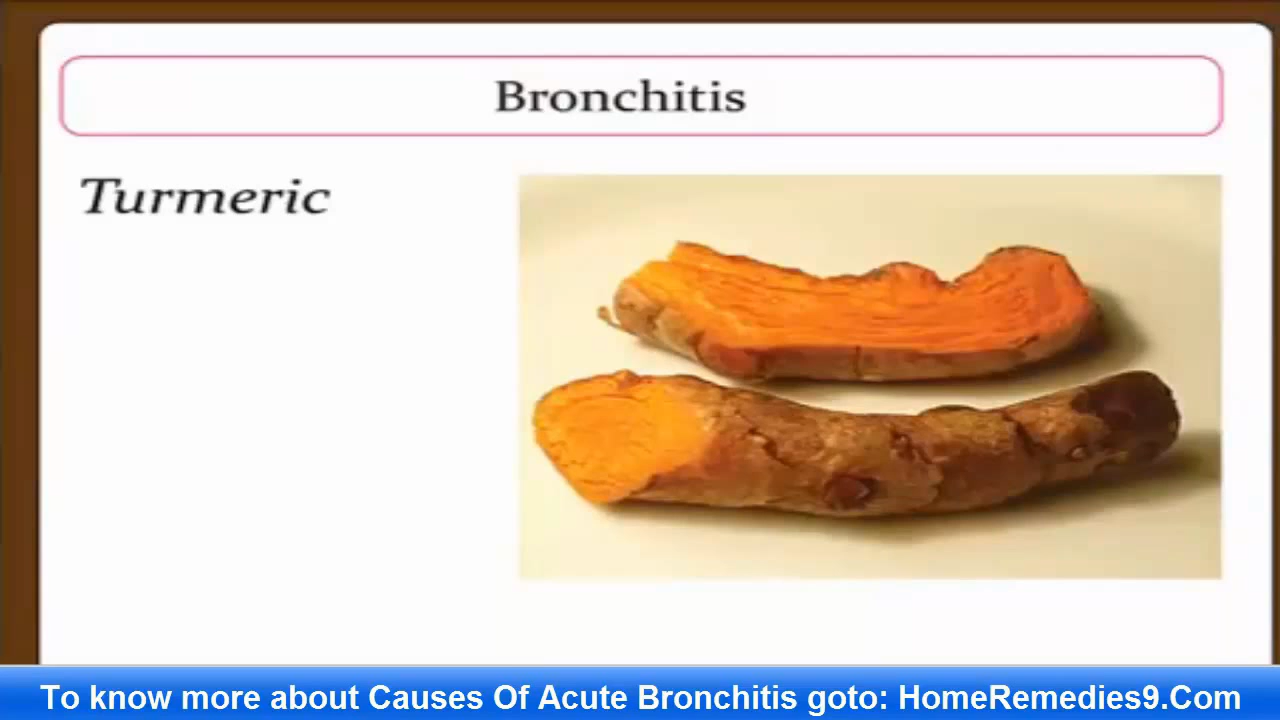 Bronchitis
Turmeric
To know more about Causes Of Acute Bronchitis goto: HomeRemedies9.Com